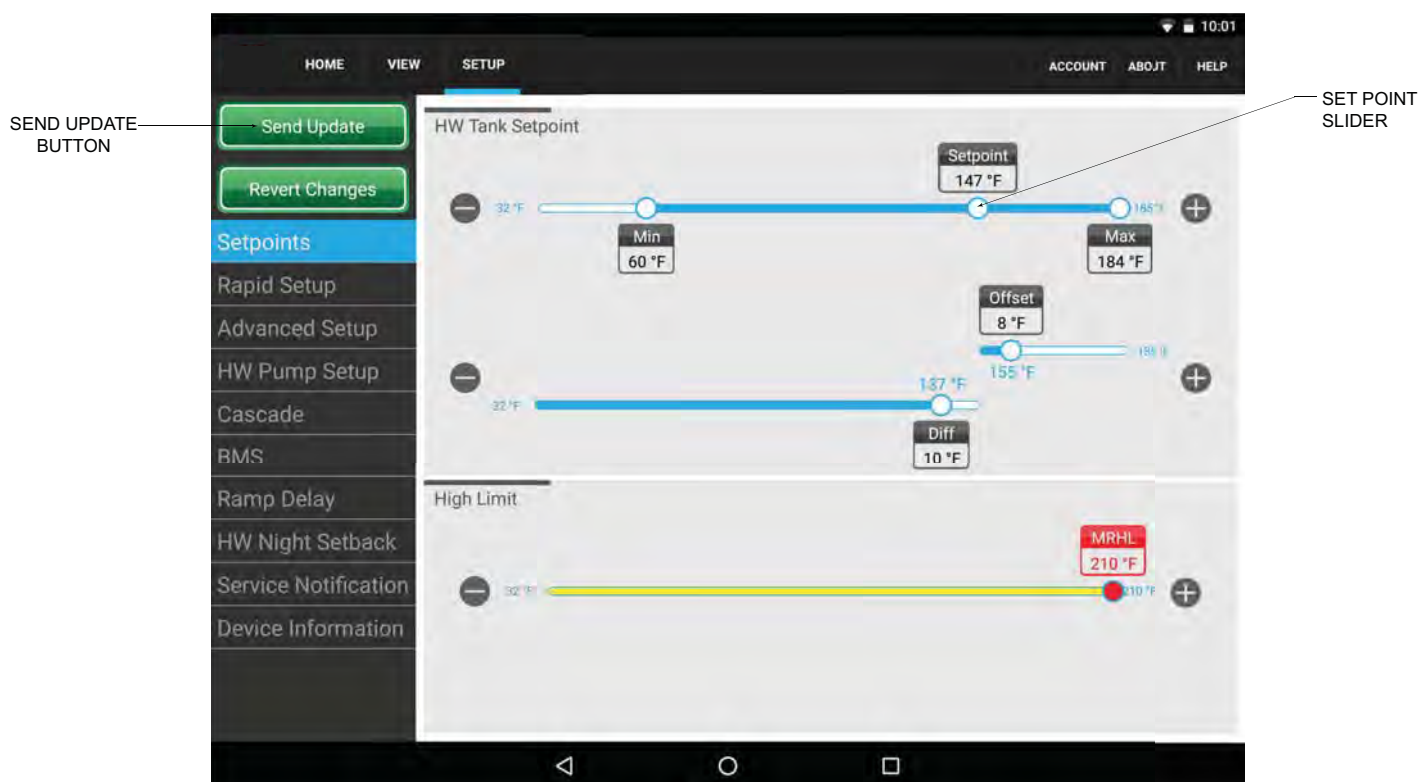 10:01
HOME VIEW SETUP ACCOUNT ABOJT HELP
SEND UPDATE
BUTTON
SET POINT
SLIDER
Send Update
Revert Changes
Setpoints
Rapid Setup
Advanced Setup
HW Pump Setup
Cascade
BMS
Ramp Delay
HW Night Setback
Service Notification
Device Information
HW Tank Setpoint
Setpoint
147 °F
32 °F
Min
60 °F
Max
184 °F
Offset
8 °F
155 °F
137 °F
32 °F
Diff
10 °F
High Limit
MRHL
210 °F
32 °F
210 °F